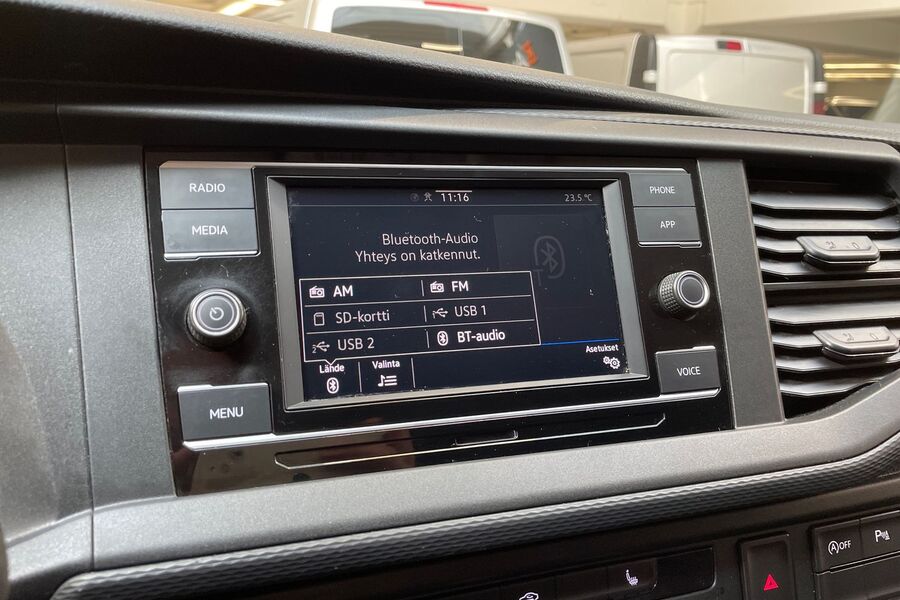 RADIO
MEDIA
MENU
11:16
23.5 °C
Bluetooth-Audio
Yhteys on katkennut.
AM
FM
SD-kortti
USB 1
2 USB 2
BT-audio
Lähde
Valinta
Asetukset
PHONE
APP
VOICE
A OFF
P